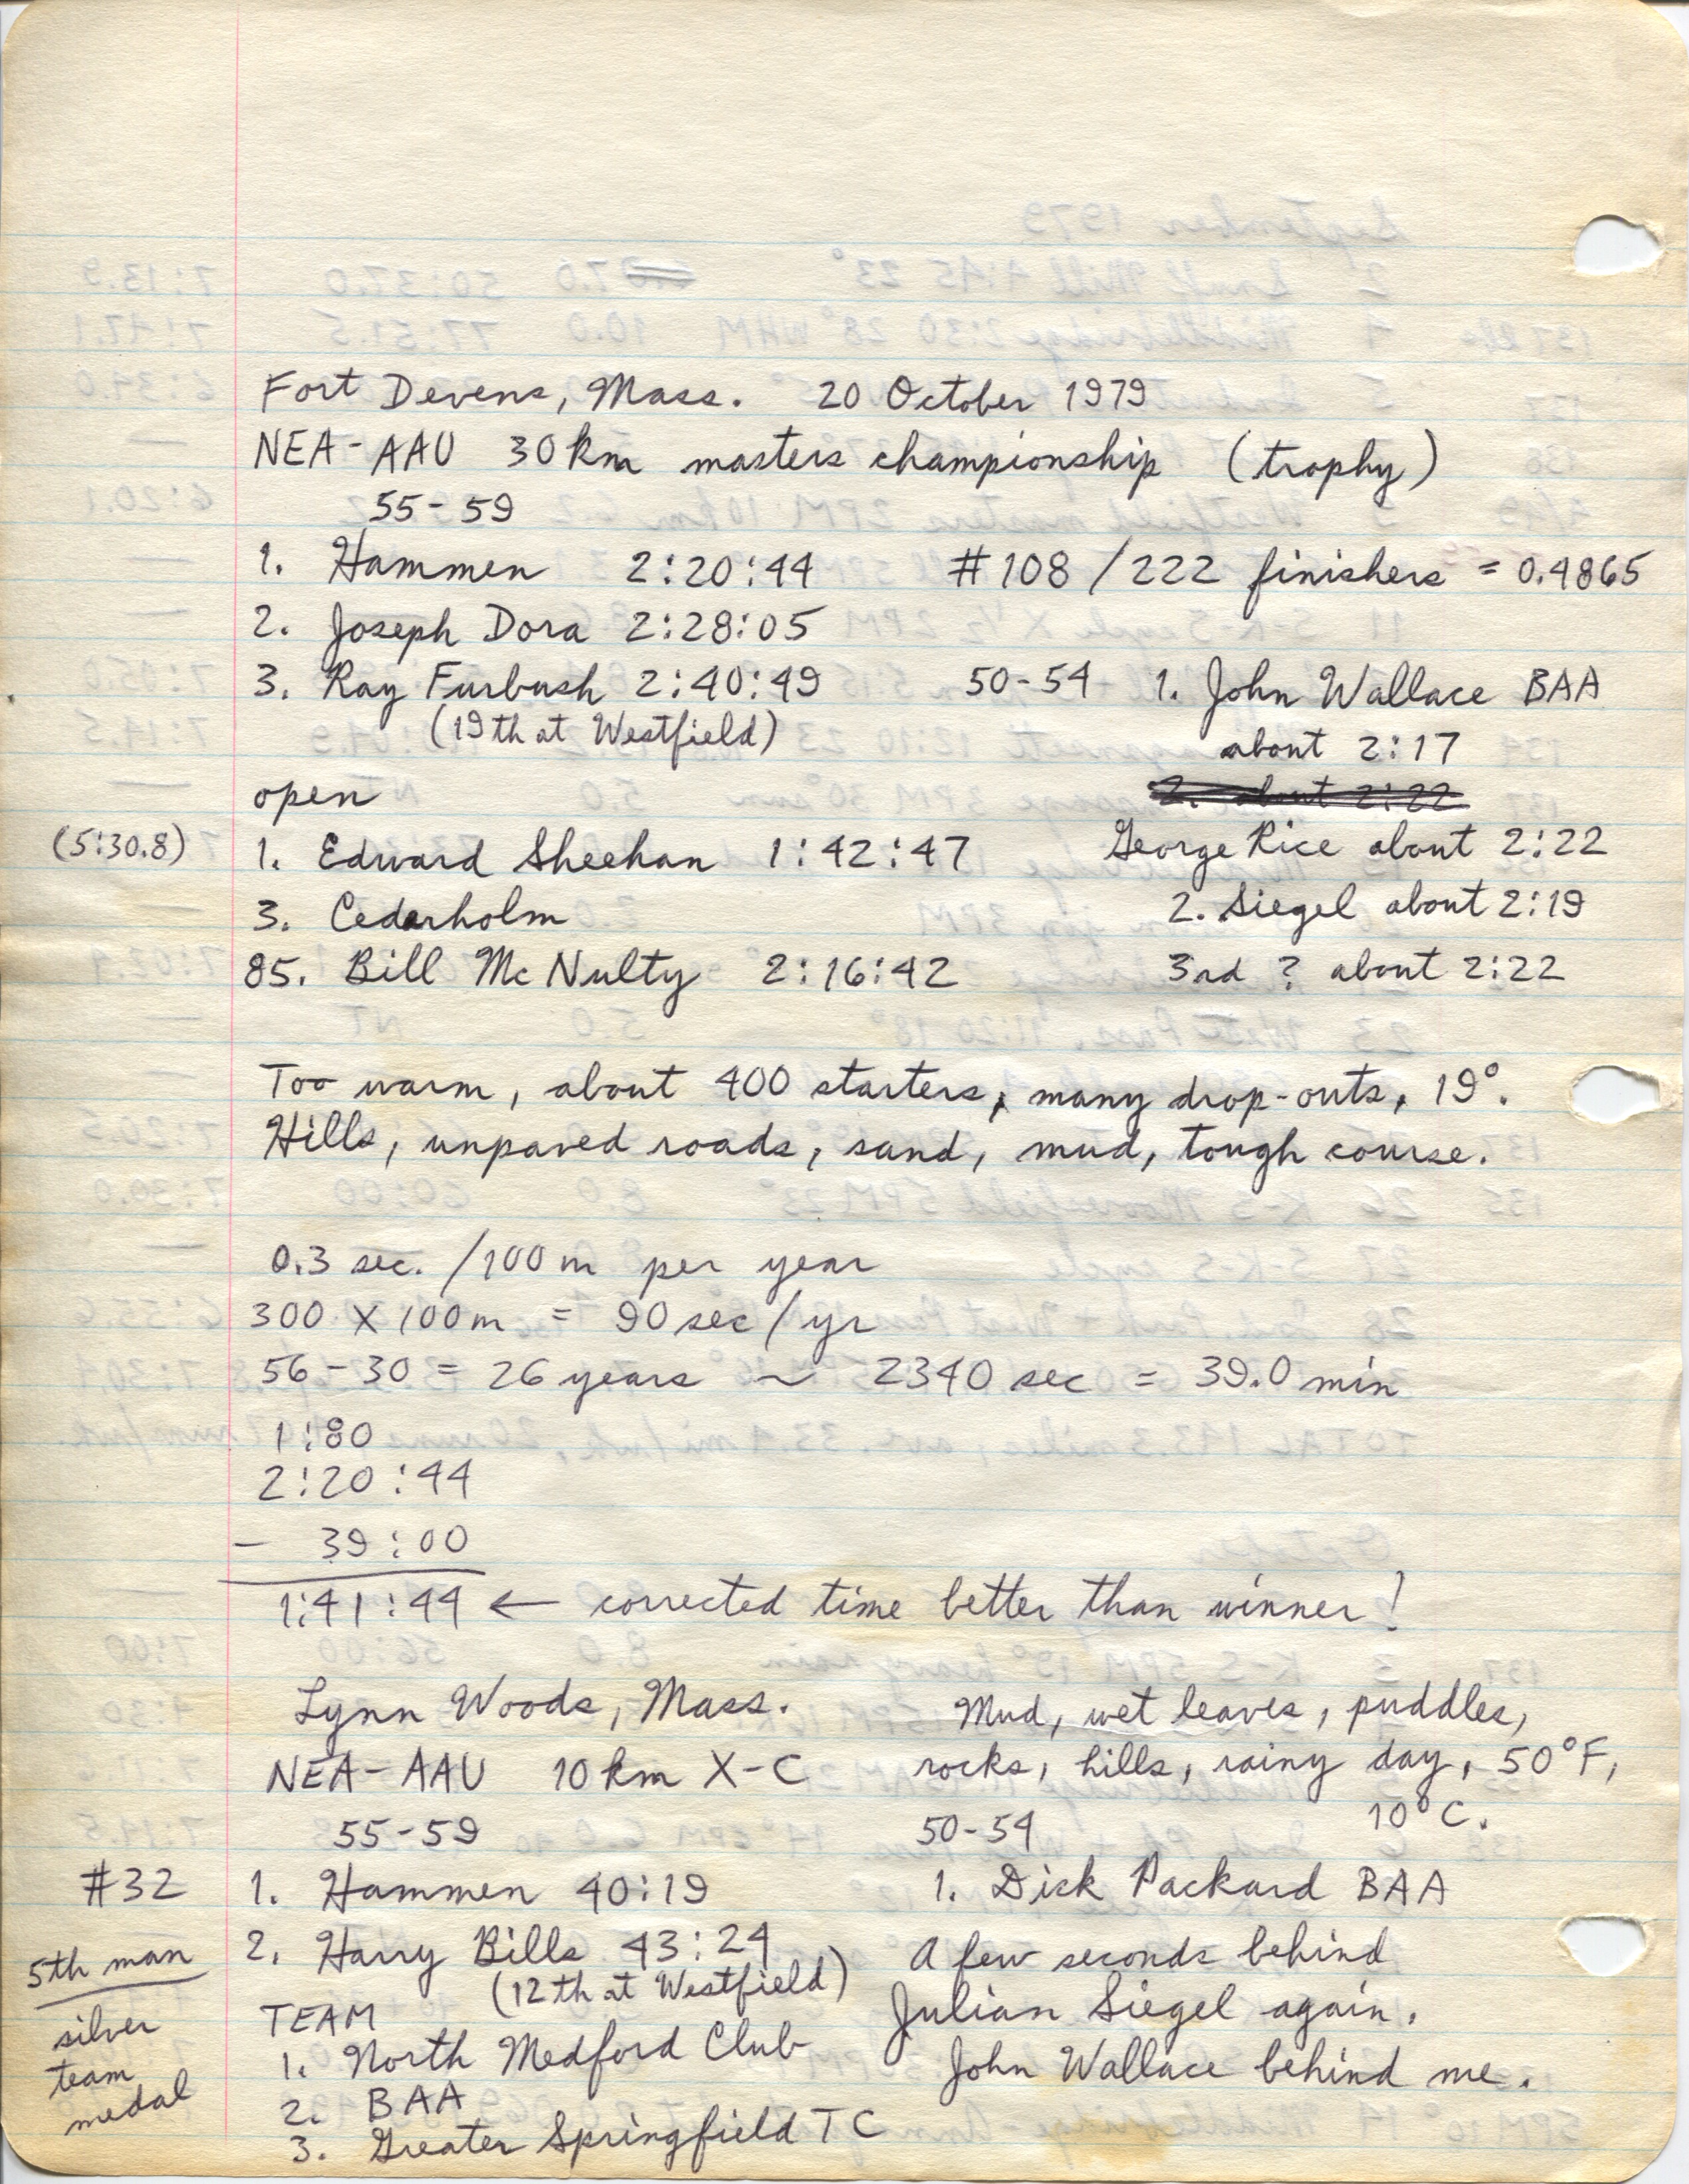 Fort Devens, Mass. 20 October 1979
NEA-AAU 30 km masters championship (trophy)
55-59
1. Hammen 2:20:44 #108/222 finishers = 0.4865
2. Joseph Dora 2:28:05
3. Ray Furbush 2:40:49
(19th at Westfield)
50-54 1. John Wallace BAA
about 2:17
2. about 2:22
George Rice about 2:22
2. Siegel about 2:19
3rd ? about 2:22
open
(5:30.8) 1. Edward Sheehan 1:42:47
3. Cederholm
85. Bill McNulty 2:16:42
Too warm, about 400 starters, many drop-outs, 19°.
Hills, unpaved roads, sand, mud, tough course.
0.3 sec. /100m per year
300 X 100m = 90 sec/yr
56-30 = 26 years ~ 2340 sec = 39.0 min
1:80
2:20:44
- 39:00
1:41:44 ← corrected time better than winner!
Lynn Woods, Mass.
NEA-AAU 10 km X-C
Mud, wet leaves, puddles,
rocks, hills, rainy day, 50°F,
10°C.
55-59
#32 1. Hammen 40:19
2. Harry Bills 43:24
(12th at Westfield)
5th man
silver
team
medal
TEAM
1. North Medford Club
2. BAA
3. Greater Springfield TC
50-54
1. Dick Packard BAA
A few seconds behind
Julian Siegel again.
John Wallace behind me.